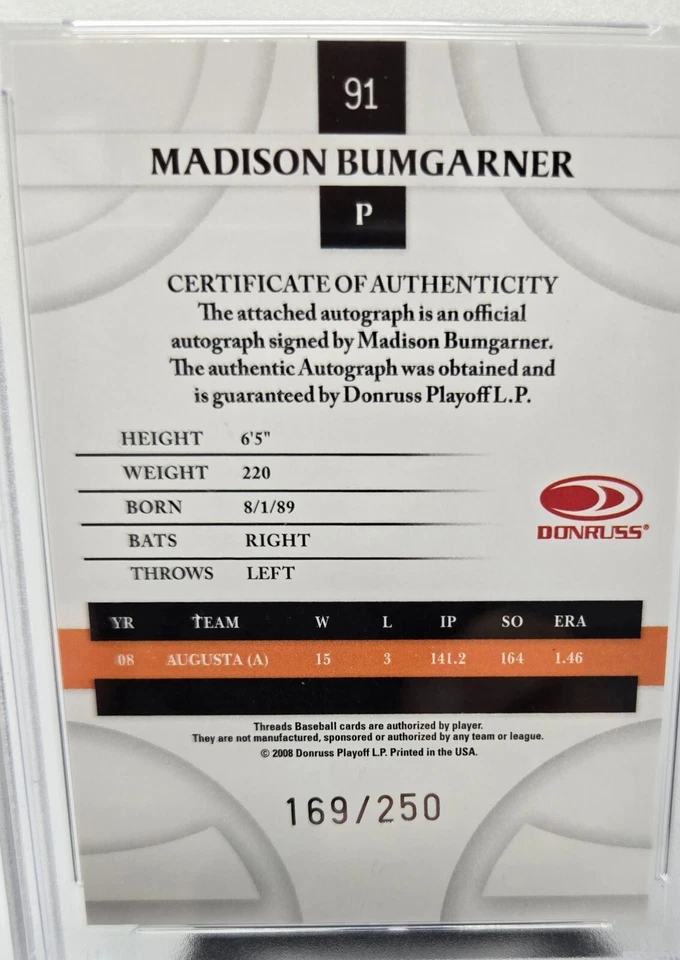 91
MADISON BUMGARNER
P
CERTIFICATE OF AUTHENTICITY
The attached autograph is an official
autograph signed by Madison Bumgarner.
The authentic Autograph was obtained and
is guaranteed by Donruss Playoff L.P.
HEIGHT 6'5"
WEIGHT 220
BORN 8/1/89
BATS RIGHT
THROWS LEFT
DONRUSS®
YR TEAM W L IP SO ERA
08 AUGUSTA (A) 15 3 141.2 164 1.46
Threads Baseball cards are authorized by player.
They are not manufactured, sponsored or authorized by any team or league.
© 2008 Donruss Playoff L.P. Printed in the USA.
169/250